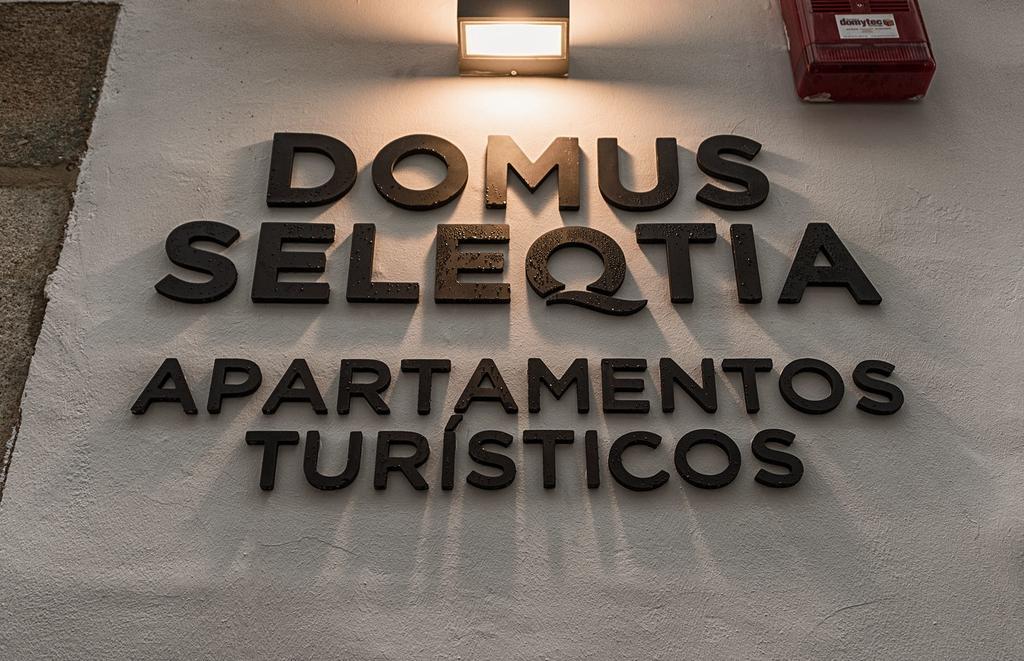 domytec
DOMUS
SELEQTIA
APARTAMENTOS
TURÍSTICOS